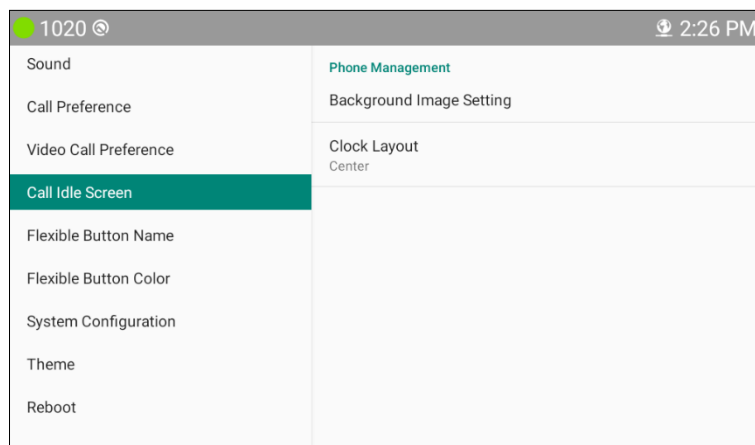 1020
2:26 PM
Sound
Call Preference
Video Call Preference
Call Idle Screen
Flexible Button Name
Flexible Button Color
System Configuration
Theme
Reboot
Phone Management
Background Image Setting
Clock Layout
Center